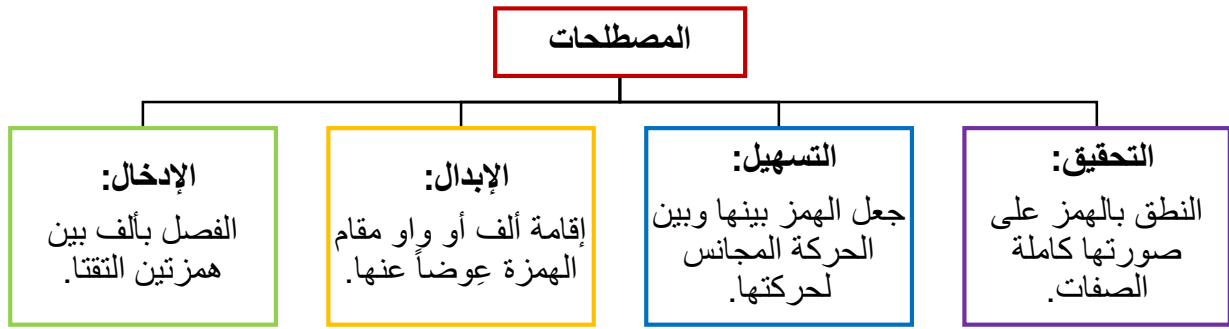 المصطلحات
التحقيق:
النطق بالهمز على
صورتها كاملة
الصفات.
التسهيل:
جعل الهمز بينها وبين
الحركة المجانس
لحركتها.
الإبدال:
إقامة ألف أو واو مقام
الهمزة عِوضاً عنها.
الإدخال:
الفصل بألف بين
همزتين التقتا.